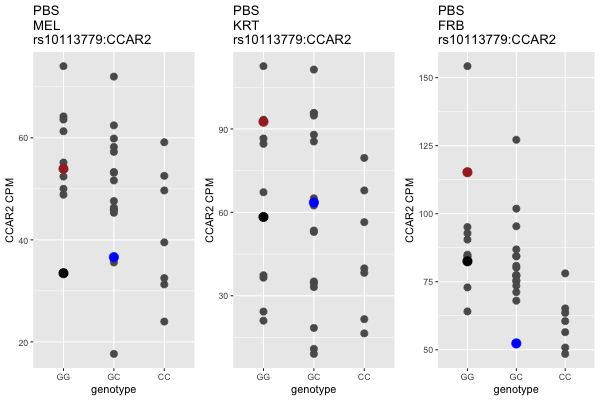 PBS
MEL
rs10113779:CCAR2
CCAR2 CPM
60
40
20
GG
GC
CC
genotype
PBS
KRT
rs10113779:CCAR2
CCAR2 CPM
90
60
30
GG
GC
CC
genotype
PBS
FRB
rs10113779:CCAR2
CCAR2 CPM
150
125
100
75
50
GG
GC
CC
genotype